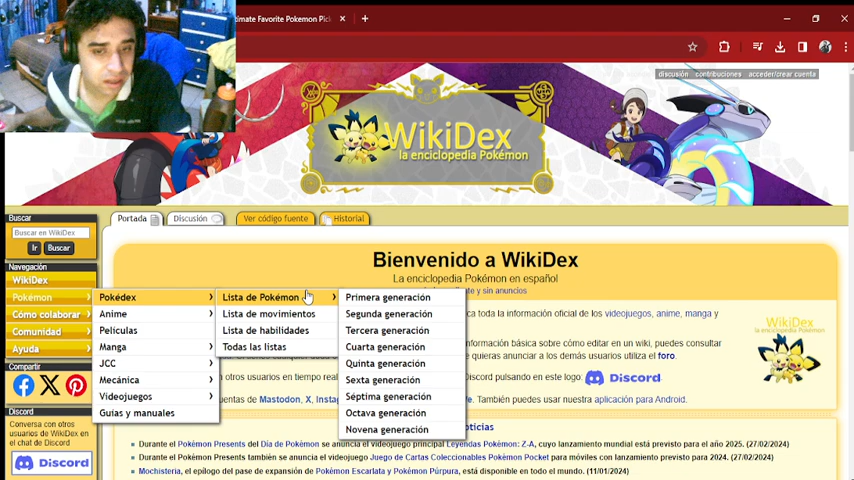 timate Favorite Pokemon Pick
discusión contribuciones acceder/crear cuenta
WikiDex
la enciclopedia Pokémon
Buscar
Buscar en WikiDex
Ir Buscar
Portada Discusión Ver código fuente Historial
Bienvenido a WikiDex
La enciclopedia Pokémon en español
y sin anuncios
Navegación
WikiDex
Pokémon
Cómo colaborar
Comunidad
Ayuda
Pokédex
Anime
Películas
Manga
JCC
Mecánica
Videojuegos
Guías y manuales
Lista de Pokémon
Lista de movimientos
Lista de habilidades
Todas las listas
Primera generación
Segunda generación
Tercera generación
Cuarta generación
Quinta generación
Sexta generación
Séptima generación
Octava generación
Novena generación
toda la información oficial de los videojuegos, anime, manga y
información básica sobre cómo editar en un wiki, puedes consultar
quieras anunciar a los demás usuarios utiliza el foro.
otros usuarios en tiempo real
Discord pulsando en este logo: Discord
cuentas de Mastodon, X, Insta
También puedes usar nuestra aplicación para Android.
WikiDex
la enciclopedia Pokémon
Compartir
Discord
Conversa con otros usuarios de WikiDex en el chat de Discord
Discord
oticias
Durante el Pokémon Presents del Día de Pokémon se anuncia el videojuego principal Leyendas Pokémon: Z-A, cuyo lanzamiento mundial está previsto para el año 2025. (27/02/2024)
Durante el Pokémon Presents también se anuncia el videojuego Juego de Cartas Coleccionables Pokémon Pocket para móviles con lanzamiento previsto para 2024. (27/02/2024)
Mochisteria, el epílogo del pase de expansión de Pokémon Escarlata y Pokémon Púrpura, está disponible en todo el mundo. (11/01/2024)